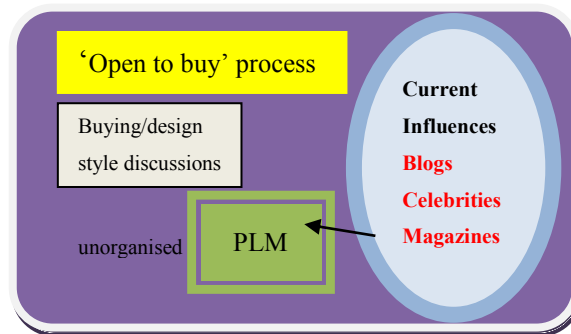 ‘Open to buy’ process
Buying/design
style discussions
unorganised
PLM
Current
Influences
Blogs
Celebrities
Magazines